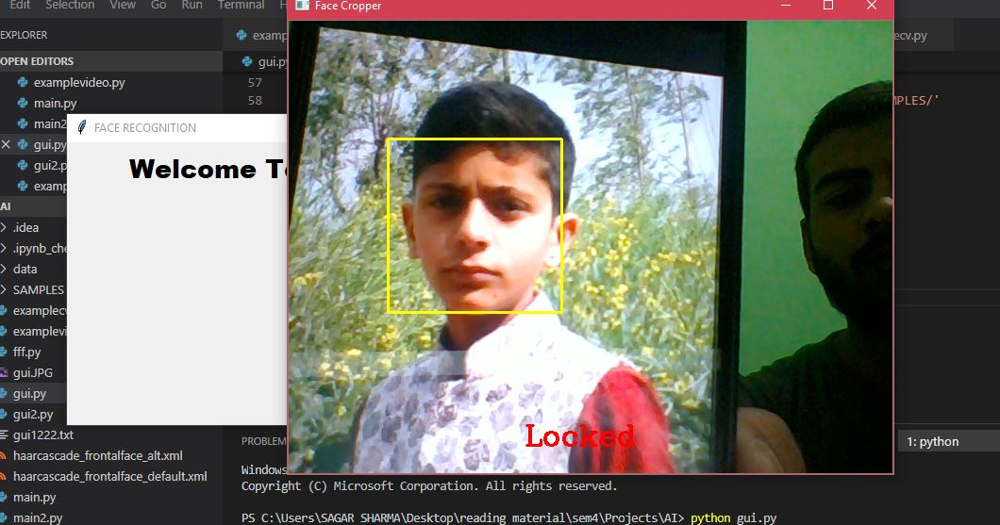 Edit
View
Go
Run
Terminal
Face Cropper
EXPLORER
OPEN EDITORS
examplevideo.py
main.py
main2
gui.py
gui2.p
examp
AI
.idea
.ipynb_che
data
SAMPLES
examplecv
examplevi
fff.py
gui.JPG
gui.py
gui2.py
gui1222.txt
haarcascade_frontalface_alt.xml
haarcascade_frontalface_default.xml
main.py
main2.py
examp
ecv.py
gui.py
57
58
MPLES/'
FACE RECOGNITION
Welcome To
Locked
PROBLEM
1: python
Windows
Copyright (C) Microsoft Corporation. All rights reserved.
PS C:\Users\SAGAR SHARMA\Desktop\reading material\sem4\Projects\AI> python gui.py